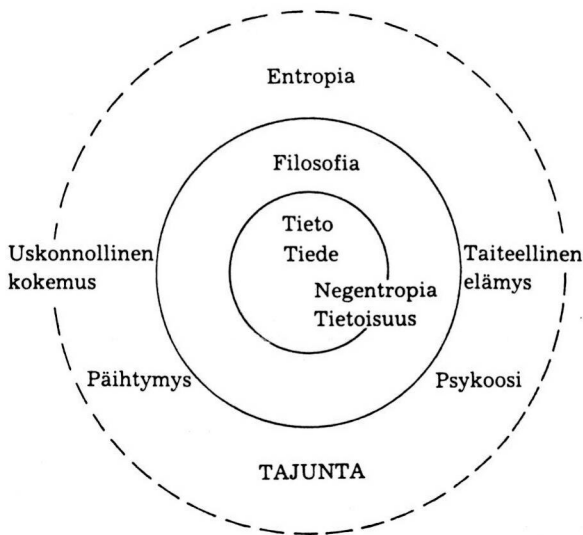 Entropia
Filosofia
Tieto
Tiede
Uskonnollinen
kokemus
Taiteellinen
elämys
Negentropia
Tietoisuus
Päihtymys
Psykoosi
TAJUNTA